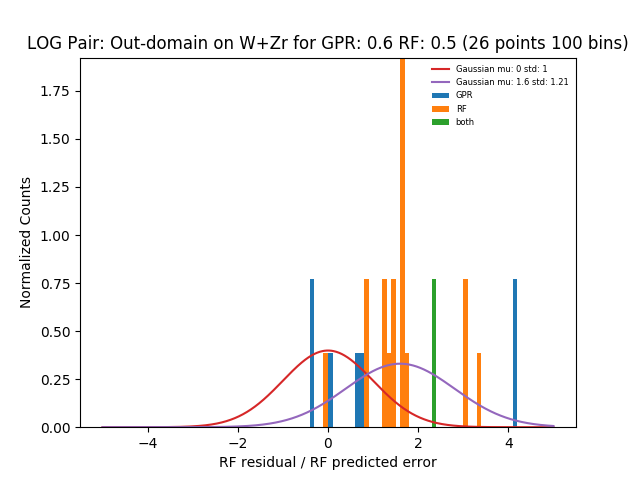 LOG Pair: Out-domain on W+Zr for GPR: 0.6 RF: 0.5 (26 points 100 bins)
Gaussian mu: 0 std: 1
Gaussian mu: 1.6 std: 1.21
GPR
RF
both
Normalized Counts
1.75
1.50
1.25
1.00
0.75
0.50
0.25
0.00
−4
−2
0
2
4
RF residual / RF predicted error